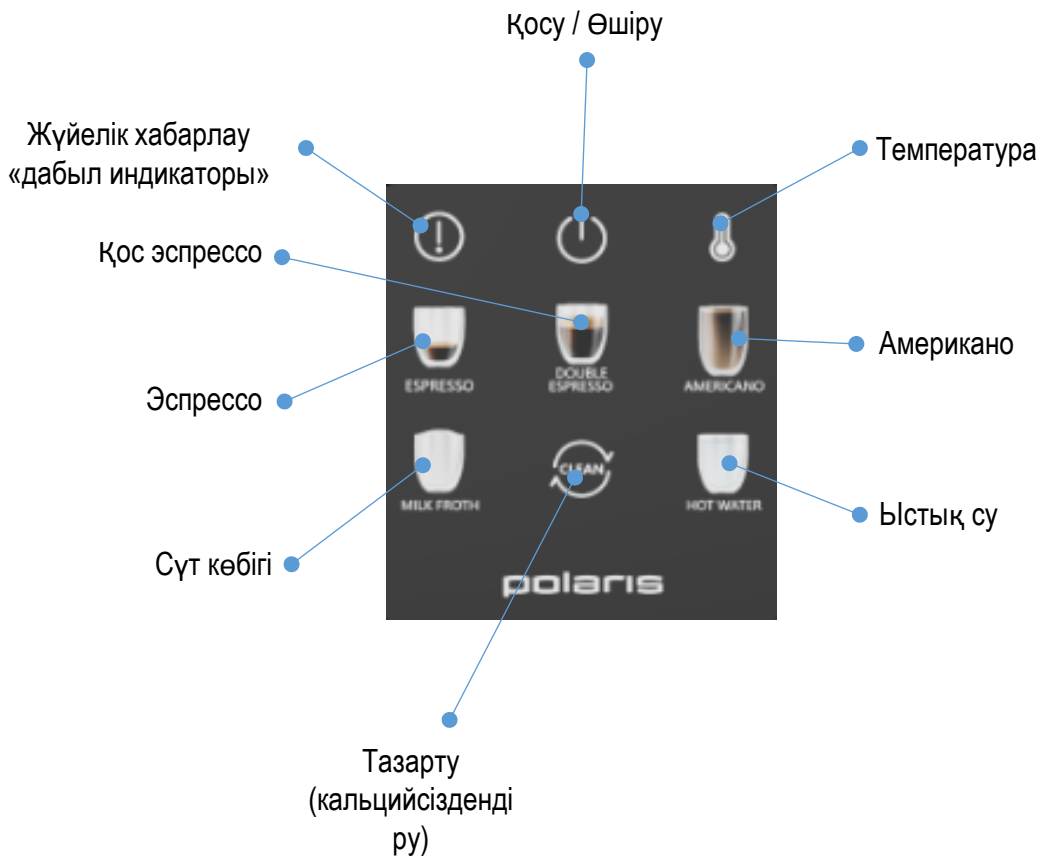 Қосу / Өшіру
Жүйелік хабарлау
«дабыл индикаторы»
Температура
Қос эспрессо
Американо
Эспрессо
ESPRESSO
DOUBLE
ESPRESSO
AMERICANO
CLEAN
MILK FROTH
HOT WATER
Ыстық су
Сүт көбігі
polaris
Тазарту
(кальцийсізденді
ру)